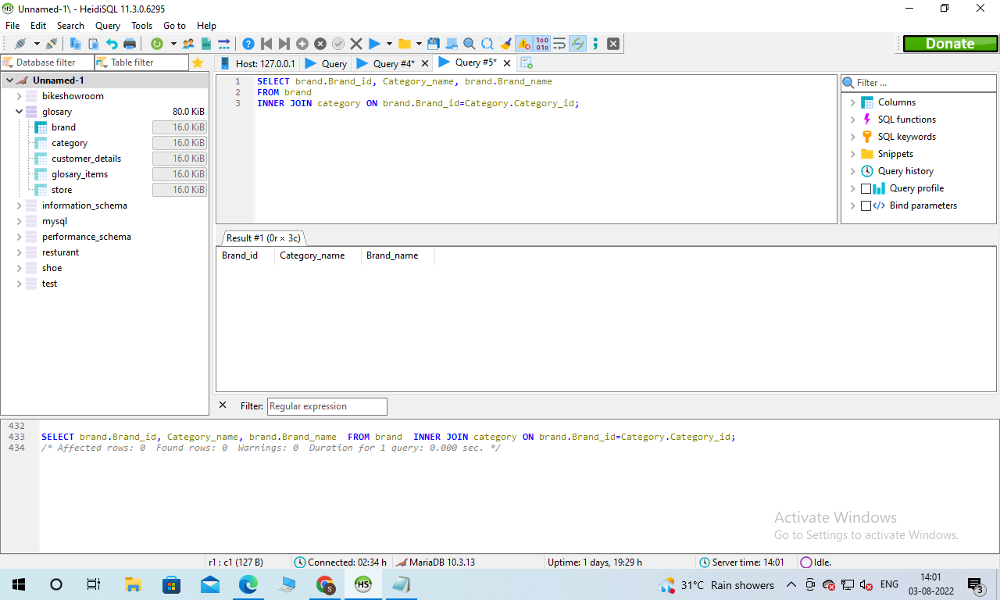 Unnamed-1\ - HeidiSQL 11.3.0.6295
File Edit Search Query Tools Go to Help
Donate
Database filter
Table filter
Host: 127.0.0.1
Query
Query #4*
Query #5*
Unnamed-1
bikeshowroom
glosary 80.0 KiB
brand 16.0 KiB
category 16.0 KiB
customer_details 16.0 KiB
glosary_items 16.0 KiB
store 16.0 KiB
information_schema
mysql
performance_schema
resturant
shoe
test
1 SELECT brand.Brand_id, Category_name, brand.Brand_name
2 FROM brand
3 INNER JOIN category ON brand.Brand_id=Category.Category_id;
Filter ...
Columns
SQL functions
SQL keywords
Snippets
Query history
Query profile
Bind parameters
Result #1 (0r × 3c)
Brand_id Category_name Brand_name
Filter: Regular expression
432
433 SELECT brand.Brand_id, Category_name, brand.Brand_name  FROM brand  INNER JOIN category ON brand.Brand_id=Category.Category_id;
434 /* Affected rows: 0  Found rows: 0  Warnings: 0  Duration for 1 query: 0.000 sec. */
Activate Windows
Go to Settings to activate Windows.
r1 : c1 (127 B) Connected: 02:34 h MariaDB 10.3.13 Uptime: 1 days, 19:29 h Server time: 14:01 Idle.
HS
31°C Rain showers
ENG
14:01
03-08-2022
3